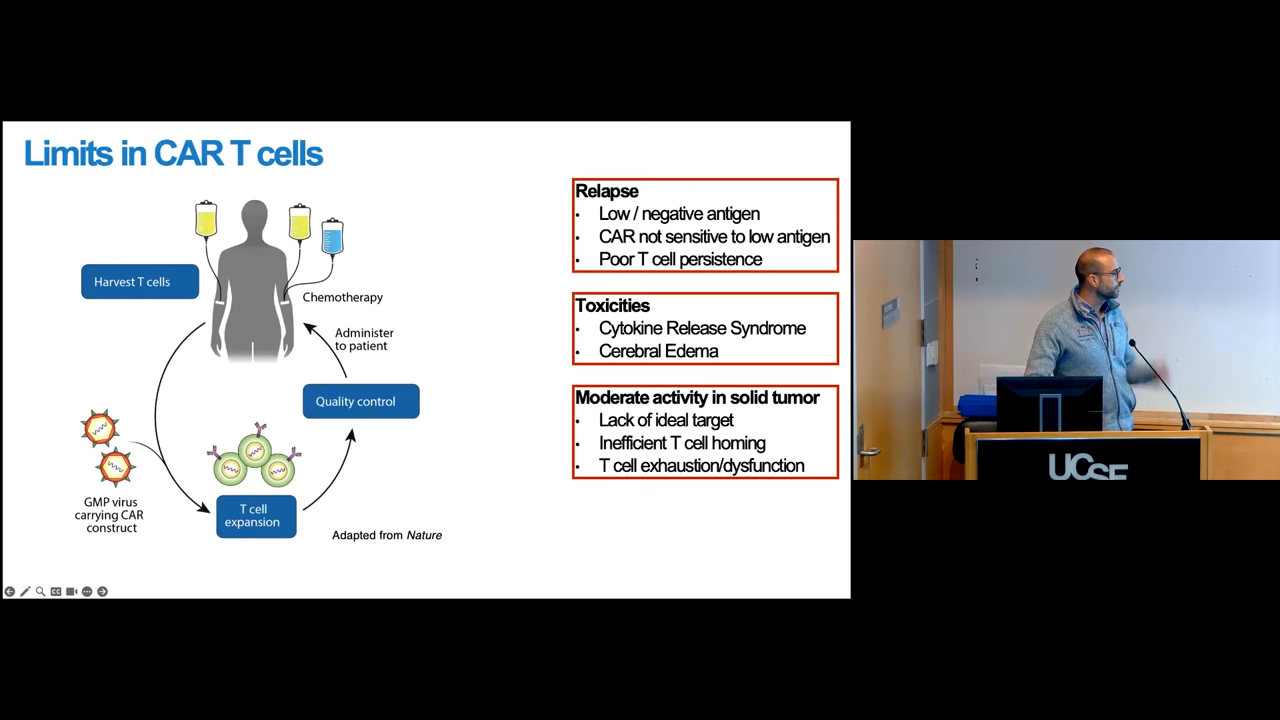 Limits in CAR T cells
Harvest T cells
Chemotherapy
Administer
to patient
Quality control
GMP virus
carrying CAR
construct
T cell
expansion
Adapted from Nature
Relapse
• Low / negative antigen
• CAR not sensitive to low antigen
• Poor T cell persistence
Toxicities
• Cytokine Release Syndrome
• Cerebral Edema
Moderate activity in solid tumor
• Lack of ideal target
• Inefficient T cell homing
• T cell exhaustion/dysfunction
UCSF